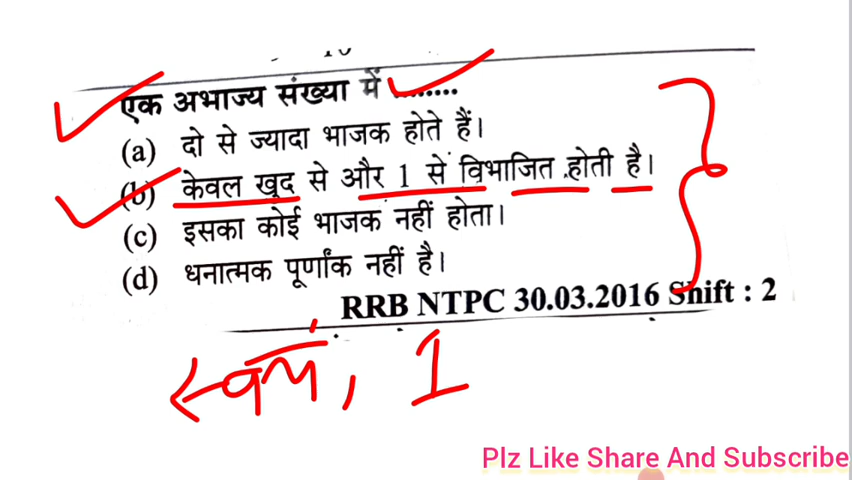 एक अभाज्य संख्या में ........
(a) दो से ज्यादा भाजक होते हैं।
(b) केवल खुद से और 1 से विभाजित होती है।
(c) इसका कोई भाजक नहीं होता।
(d) धनात्मक पूर्णांक नहीं है।
RRB NTPC 30.03.2016 Shift : 2
स्वयं, 1
Plz Like Share And Subscribe